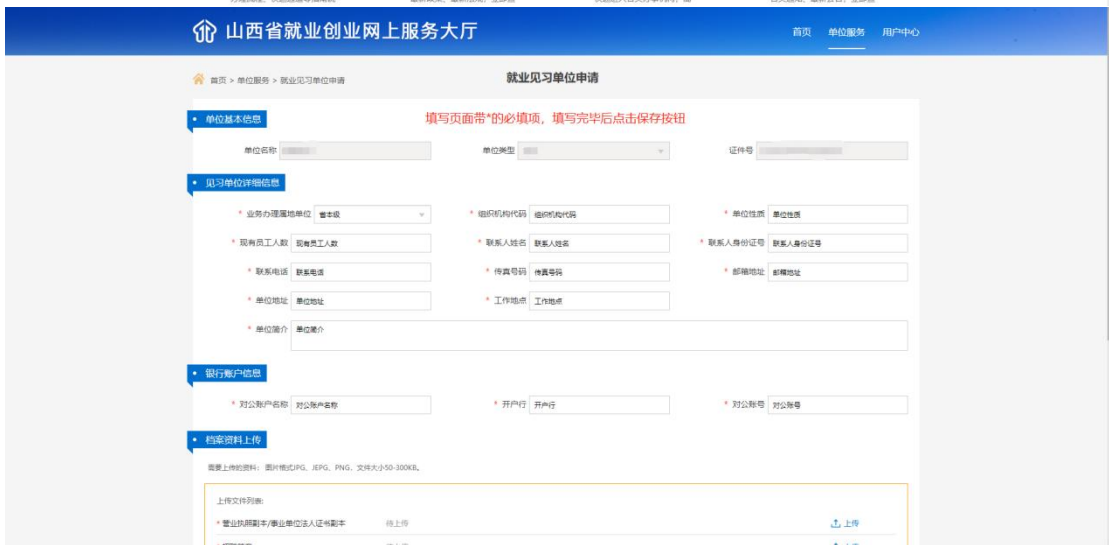 山西省就业创业网上服务大厅
首页 单位服务 用户中心
首页 > 单位服务 > 就业见习单位申请
就业见习单位申请
单位基本信息
填写页面带*的必填项，填写完毕后点击保存按钮
单位名称 单位类型 证件号
见习单位详细信息
* 业务办理属地单位 省本级 * 组织机构代码 组织机构代码 * 单位性质 单位性质
* 现有员工人数 现有员工人数 * 联系人姓名 联系人姓名 * 联系人身份证号 联系人身份证号
* 联系电话 联系电话 * 传真号码 传真号码 * 邮箱地址 邮箱地址
* 单位地址 单位地址 * 工作地点 工作地点
* 单位简介 单位简介
银行账户信息
* 对公账户名称 对公账户名称 * 开户行 开户行 * 对公账号 对公账号
档案资料上传
需要上传的资料：图片格式JPG、JEPG、PNG，文件大小50-300KB。
上传文件列表:
* 营业执照副本/事业单位法人证书副本 待上传 上传